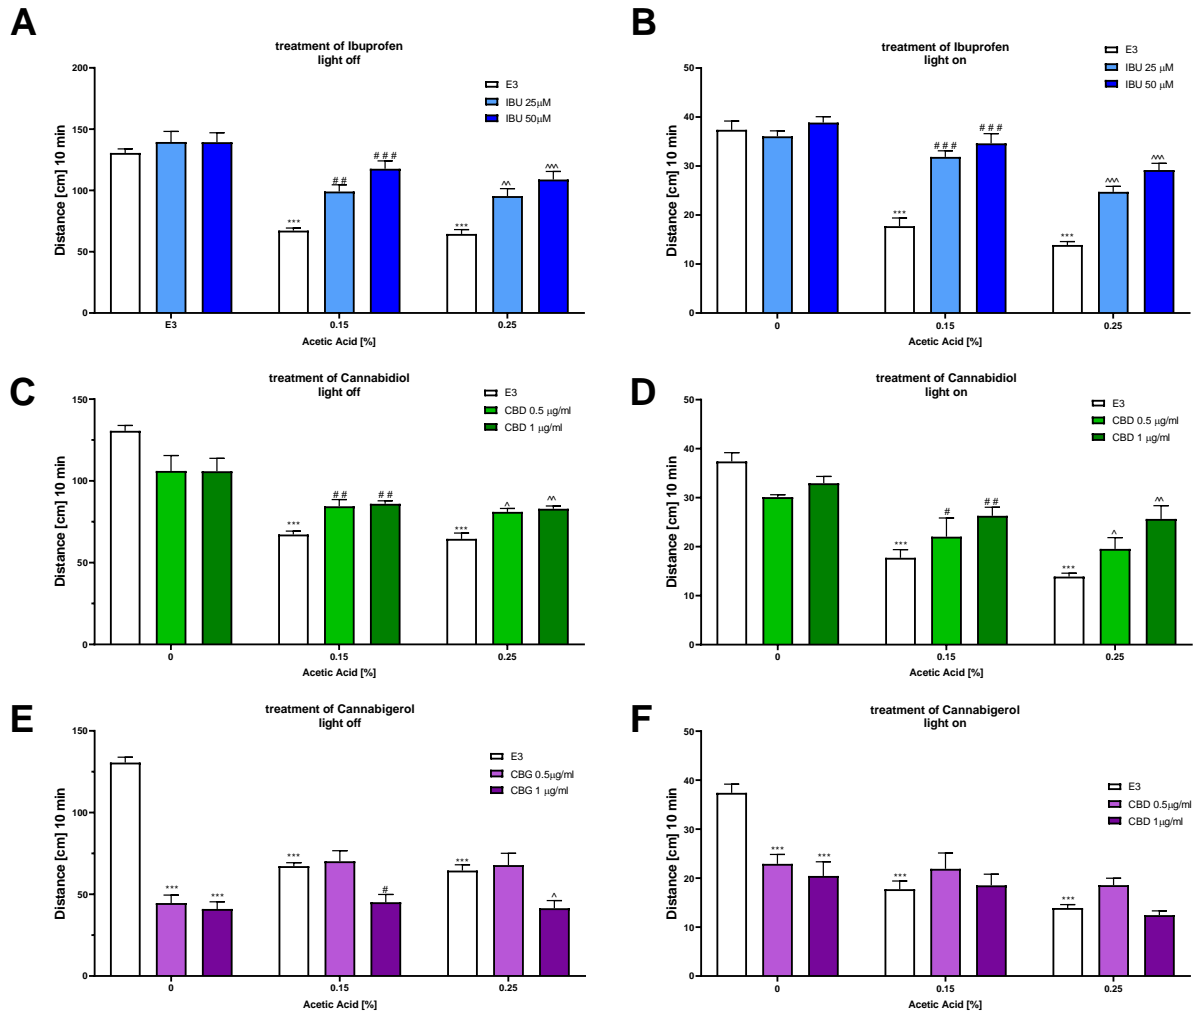 A
treatment of Ibuprofen
light off
E3
IBU 25μM
IBU 50μM
Distance [cm] 10 min
200
150
100
50
0
***
# #
# # #
***
^^
^^^
E3
0.15
0.25
Acetic Acid [%]
B
treatment of Ibuprofen
light on
E3
IBU 25 μM
IBU 50 μM
Distance [cm] 10 min
50
40
30
20
10
0
***
# # #
# # #
***
^^^
^^^
0
0.15
0.25
Acetic Acid [%]
C
treatment of Cannabidiol
light off
E3
CBD 0.5 μg/ml
CBD 1 μg/ml
Distance [cm] 10 min
150
100
50
0
***
# #
# #
***
^
^^
0
0.15
0.25
Acetic Acid [%]
D
treatment of Cannabidiol
light on
E3
CBD 0.5 μg/ml
CBD 1 μg/ml
Distance [cm] 10 min
50
40
30
20
10
0
***
#
# #
***
^
^^
0
0.15
0.25
Acetic Acid [%]
E
treatment of Cannabigerol
light off
E3
CBG 0.5μg/ml
CBG 1 μg/ml
Distance [cm] 10 min
150
100
50
0
***
***
***
#
***
^
0
0.15
0.25
Acetic Acid [%]
F
treatment of Cannabigerol
light on
E3
CBD 0.5μg/ml
CBD 1μg/ml
Distance [cm] 10 min
50
40
30
20
10
0
***
***
***
***
0
0.15
0.25
Acetic Acid [%]